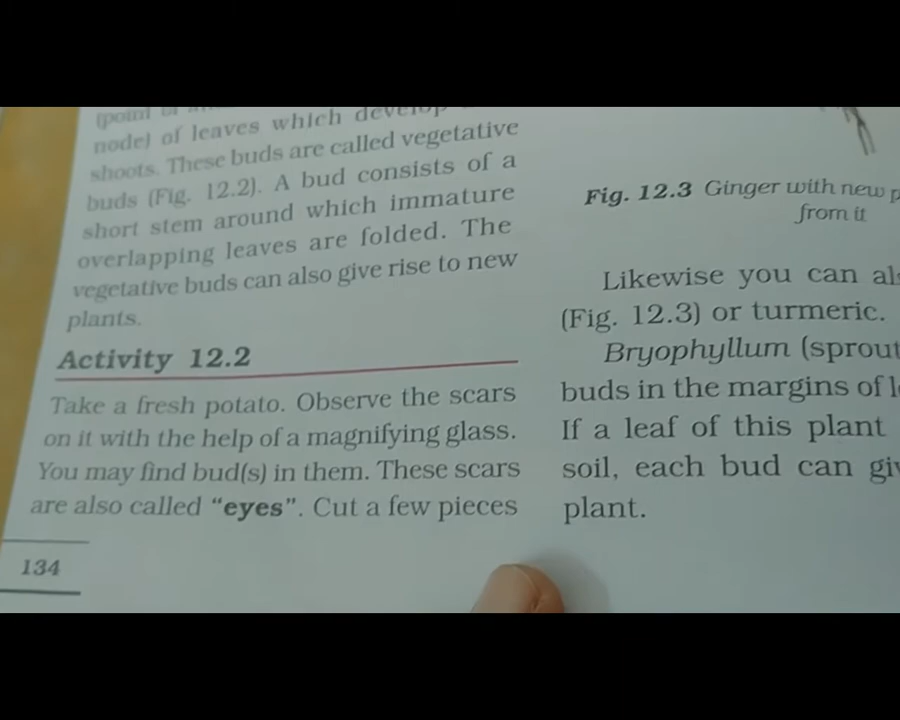 (point of
node) of leaves which develop
shoots. These buds are called vegetative
buds (Fig. 12.2). A bud consists of a
short stem around which immature
overlapping leaves are folded. The
vegetative buds can also give rise to new
plants.
Activity 12.2
Take a fresh potato. Observe the scars
on it with the help of a magnifying glass.
You may find bud(s) in them. These scars
are also called “eyes”. Cut a few pieces
134
Fig. 12.3 Ginger with new
from it
Likewise you can
(Fig. 12.3) or turmeric.
Bryophyllum (sprout
buds in the margins of
If a leaf of this plant
soil, each bud can
plant.